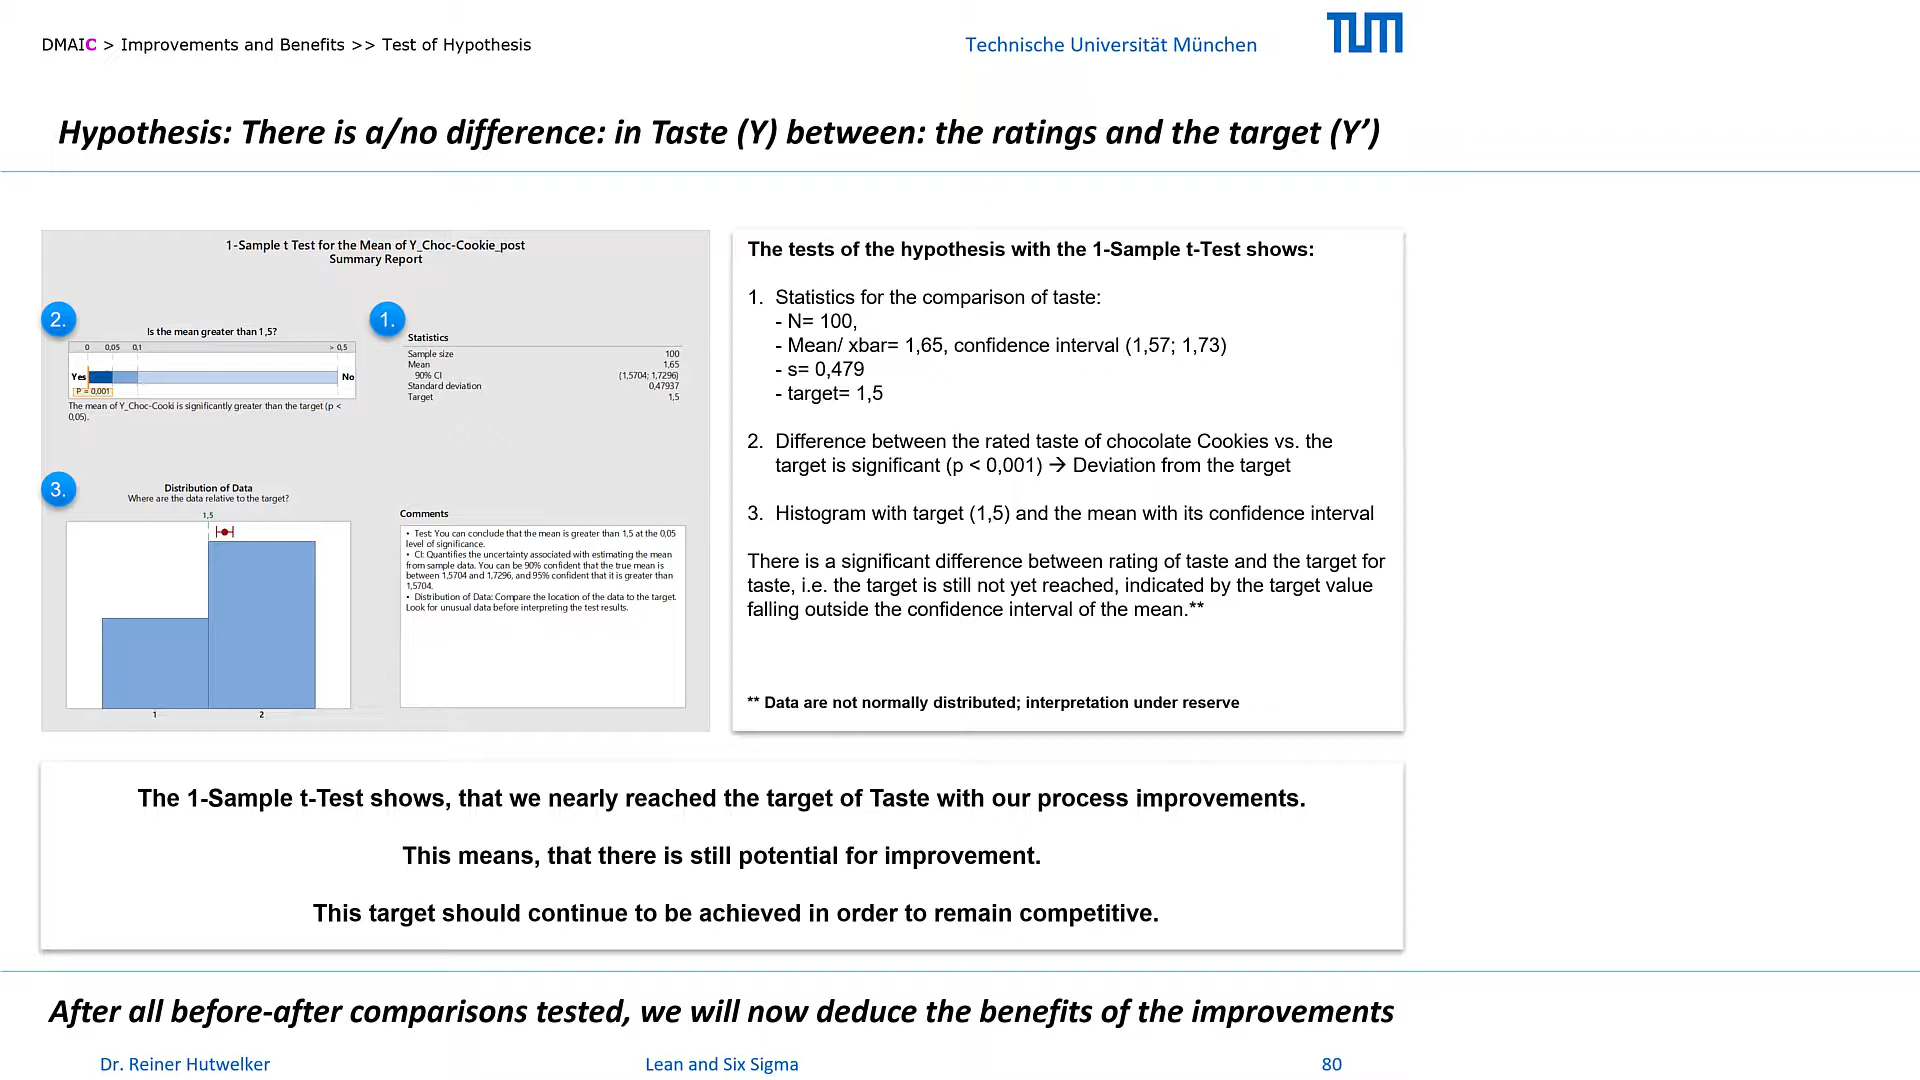 DMAIC > Improvements and Benefits >> Test of Hypothesis
Technische Universität München
TUM
Hypothesis: There is a/no difference: in Taste (Y) between: the ratings and the target (Y’)
1-Sample t Test for the Mean of Y_Choc-Cookie_post
Summary Report
2.
Is the mean greater than 1,5?
0 0,05 0,1 > 0,5
Yes No
P = 0,001
The mean of Y_Choc-Cooki is significantly greater than the target (p <
0,05).
1.
Statistics
Sample size 100
Mean 1,65
90% CI (1,5704; 1,7296)
Standard deviation 0,47937
Target 1,5
3.
Distribution of Data
Where are the data relative to the target?
1,5
1 2
Comments
• Test: You can conclude that the mean is greater than 1,5 at the 0,05
level of significance.
• CI: Quantifies the uncertainty associated with estimating the mean
from sample data. You can be 90% confident that the true mean is
between 1,5704 and 1,7296, and 95% confident that it is greater than
1,5704.
• Distribution of Data: Compare the location of the data to the target.
Look for unusual data before interpreting the test results.
The tests of the hypothesis with the 1-Sample t-Test shows:
1. Statistics for the comparison of taste:
- N= 100,
- Mean/ xbar= 1,65, confidence interval (1,57; 1,73)
- s= 0,479
- target= 1,5
2. Difference between the rated taste of chocolate Cookies vs. the
target is significant (p < 0,001) → Deviation from the target
3. Histogram with target (1,5) and the mean with its confidence interval
There is a significant difference between rating of taste and the target for
taste, i.e. the target is still not yet reached, indicated by the target value
falling outside the confidence interval of the mean.**
** Data are not normally distributed; interpretation under reserve
The 1-Sample t-Test shows, that we nearly reached the target of Taste with our process improvements.
This means, that there is still potential for improvement.
This target should continue to be achieved in order to remain competitive.
After all before-after comparisons tested, we will now deduce the benefits of the improvements
Dr. Reiner Hutwelker
Lean and Six Sigma
80